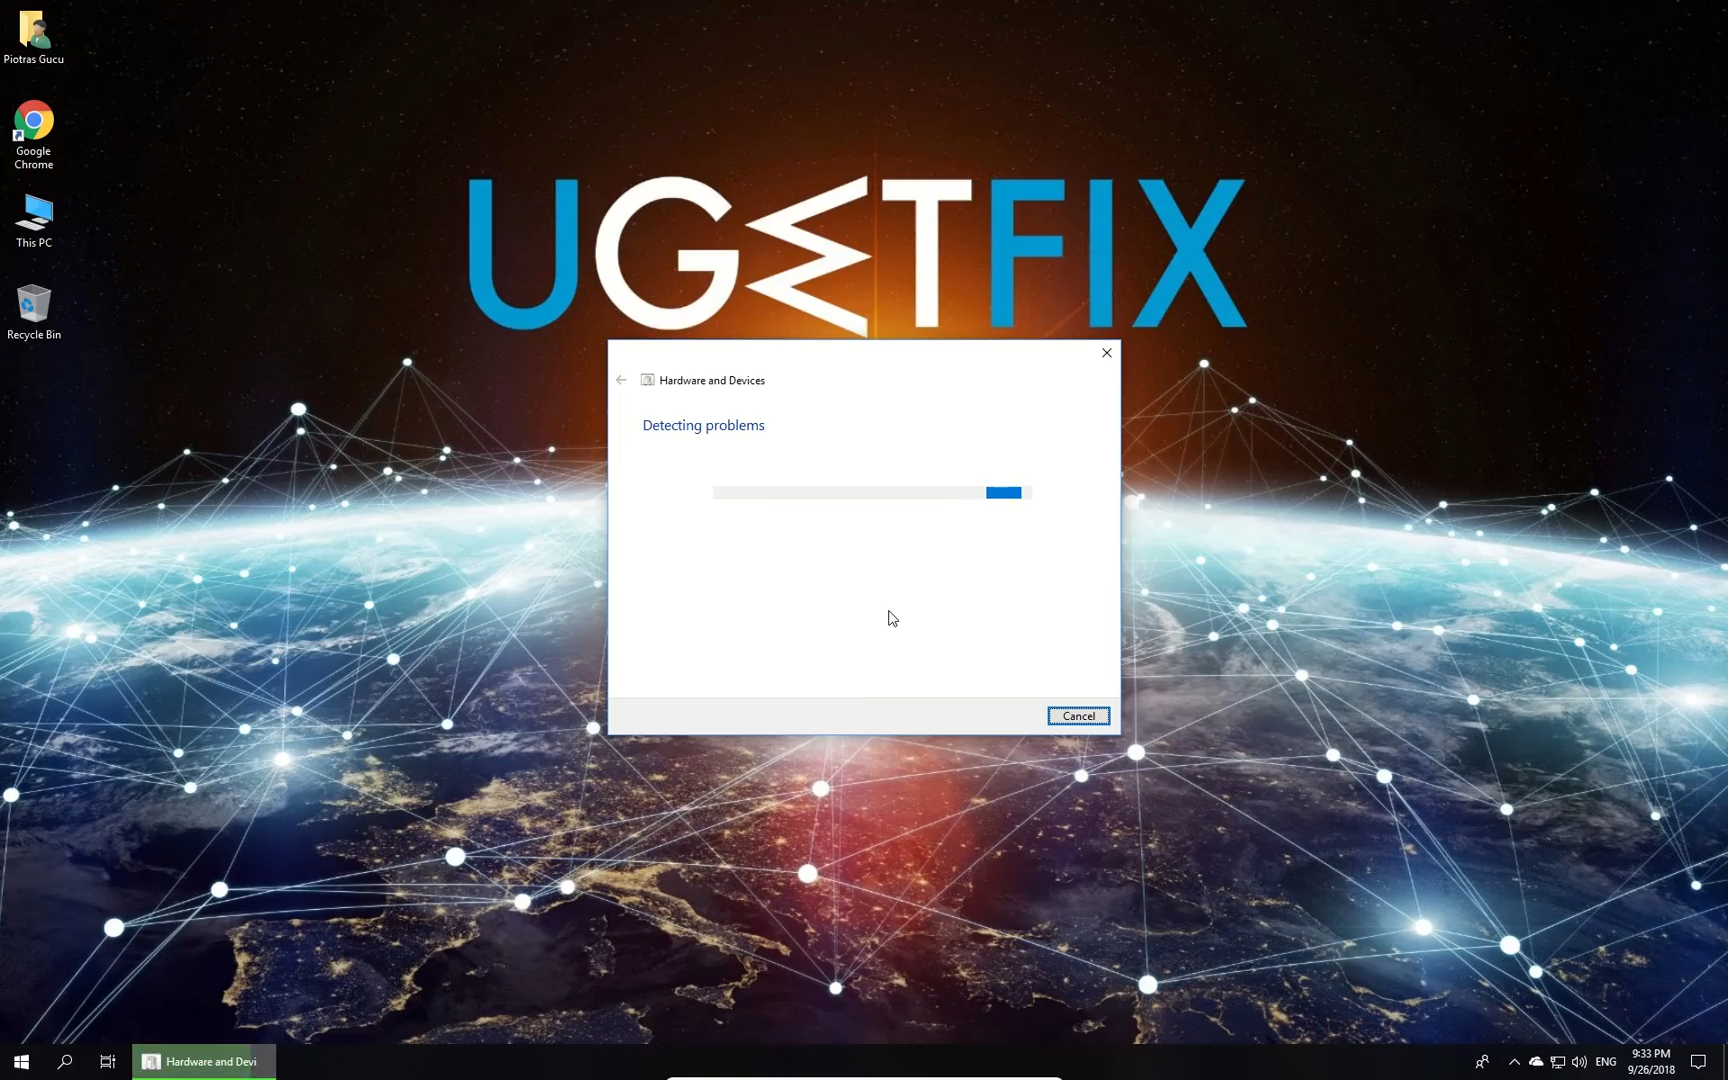 Piotras Gucu
Google
Chrome
This PC
Recycle Bin
UGETFIX
Hardware and Devices
Detecting problems
Cancel
Hardware and Devi
ENG
9:33 PM
9/26/2018